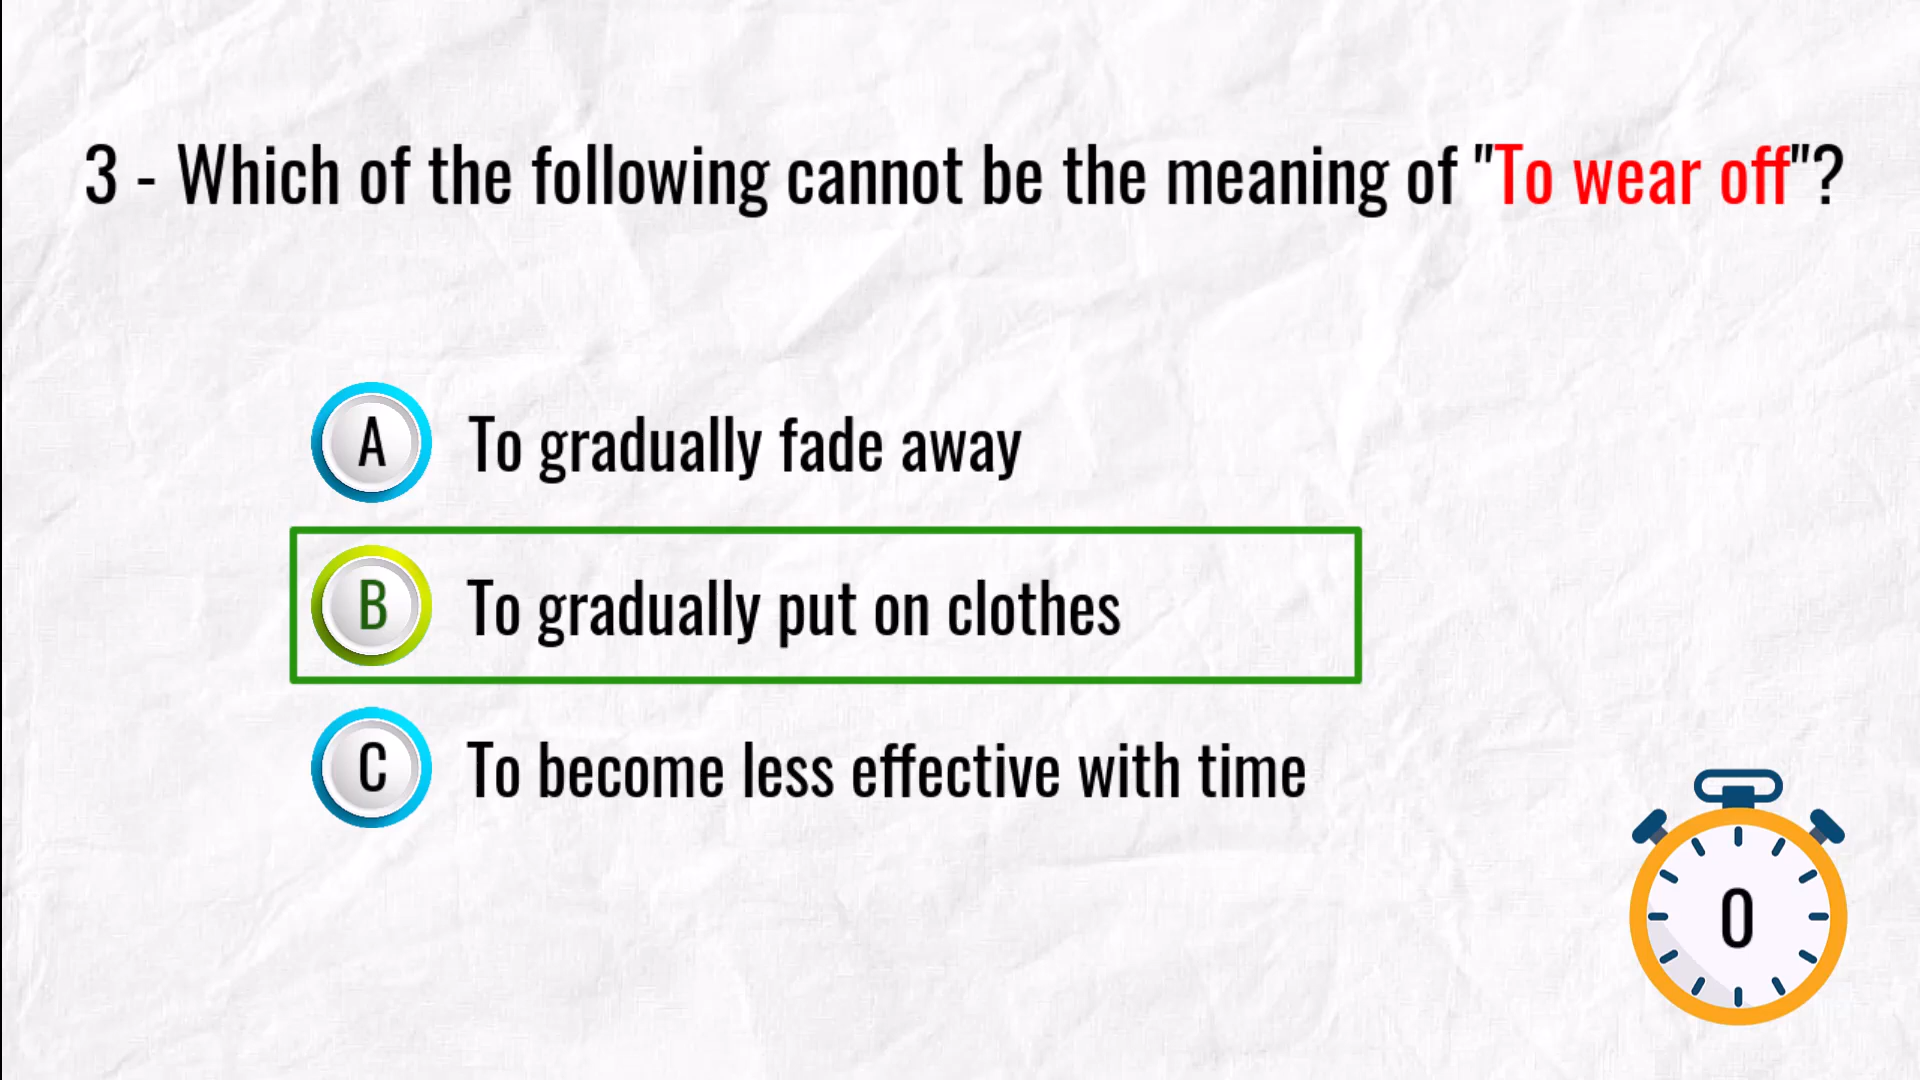 3 - Which of the following cannot be the meaning of "To wear off"?
A To gradually fade away
B To gradually put on clothes
C To become less effective with time
0